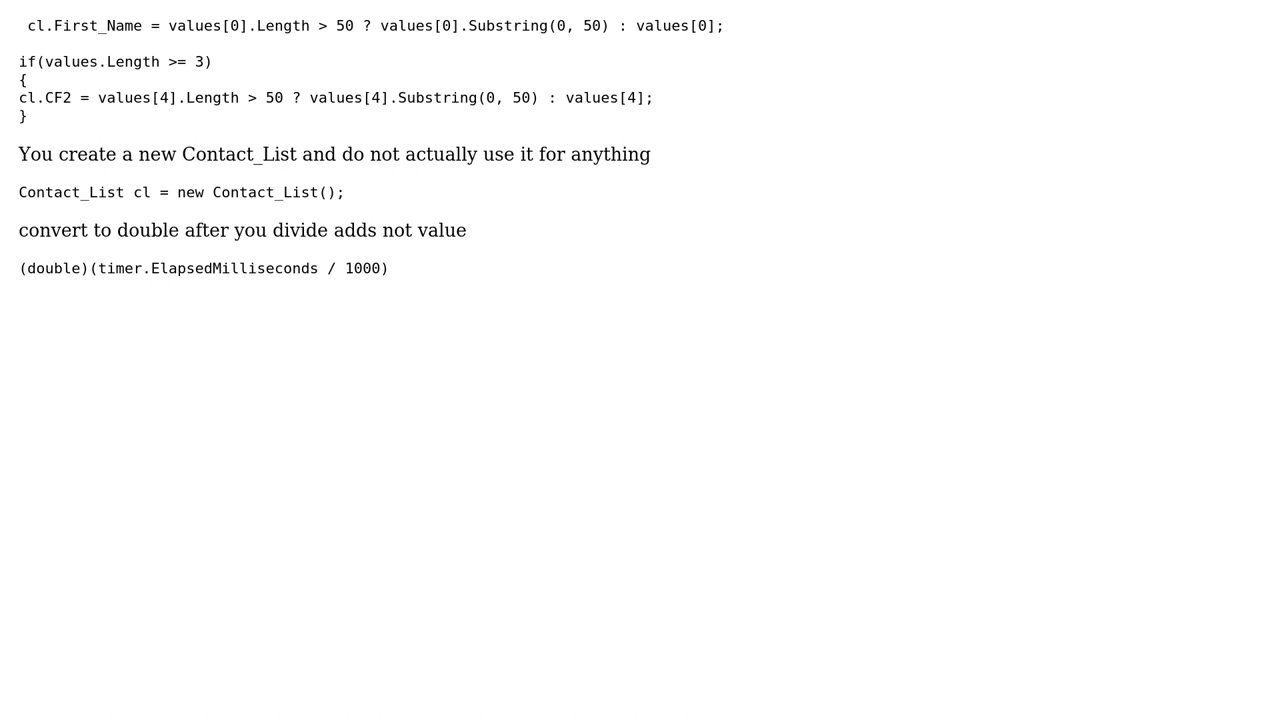 cl.First_Name = values[0].Length > 50 ? values[0].Substring(0, 50) : values[0];
if(values.Length >= 3)
{
cl.CF2 = values[4].Length > 50 ? values[4].Substring(0, 50) : values[4];
}
You create a new Contact_List and do not actually use it for anything
Contact_List cl = new Contact_List();
convert to double after you divide adds not value
(double)(timer.ElapsedMilliseconds / 1000)